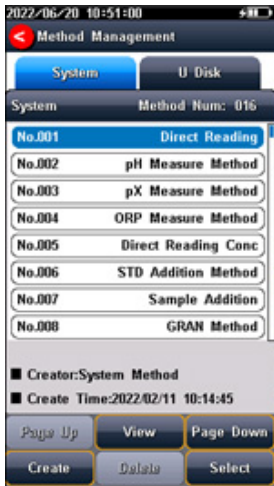 2022/06/20 10:51:00
Method Management
System U Disk
System Method Num: 016
No.001 Direct Reading
No.002 pH Measure Method
No.003 pX Measure Method
No.004 ORP Measure Method
No.005 Direct Reading Conc
No.006 STD Addition Method
No.007 Sample Addition
No.008 GRAN Method
■ Creator:System Method
■ Create Time:2022/02/11 10:14:45
Page Up View Page Down
Create Delete Select